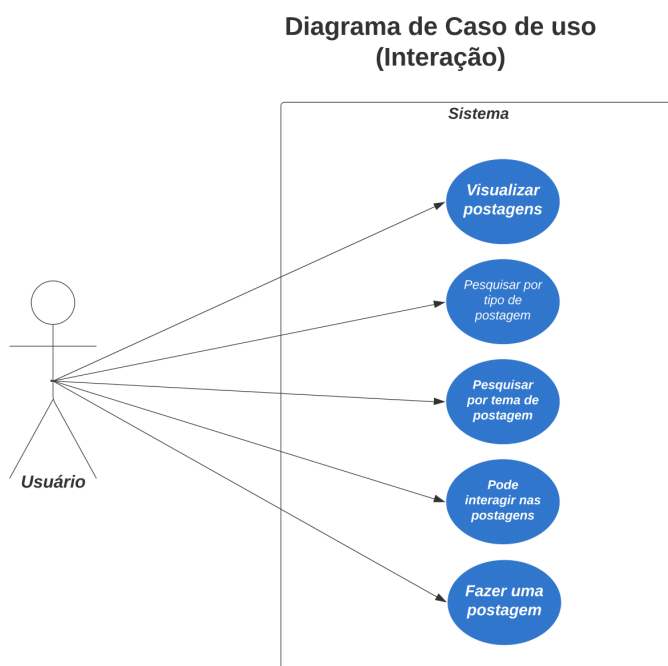 Diagrama de Caso de uso
(Interação)
Sistema
Visualizar
postagens
Pesquisar por
tipo de
postagem
Pesquisar
por tema de
postagem
Pode
interagir nas
postagens
Fazer uma
postagem
Usuário